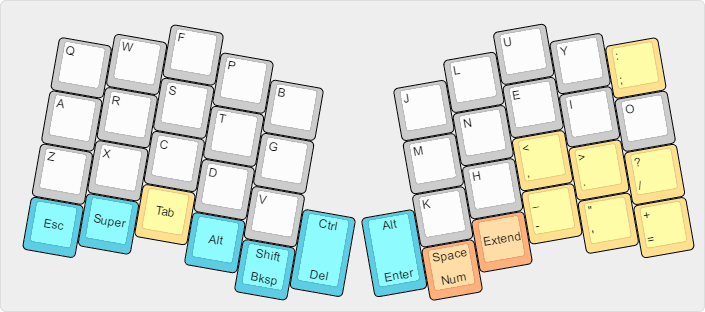 Q W F P B J L U Y :
;
A R S T G M N E I O
Z X C D V K H < > ?
, . /
Esc Super Tab Alt Shift Ctrl Alt Space Extend ~ " +
Bksp Del Enter Num - ' =